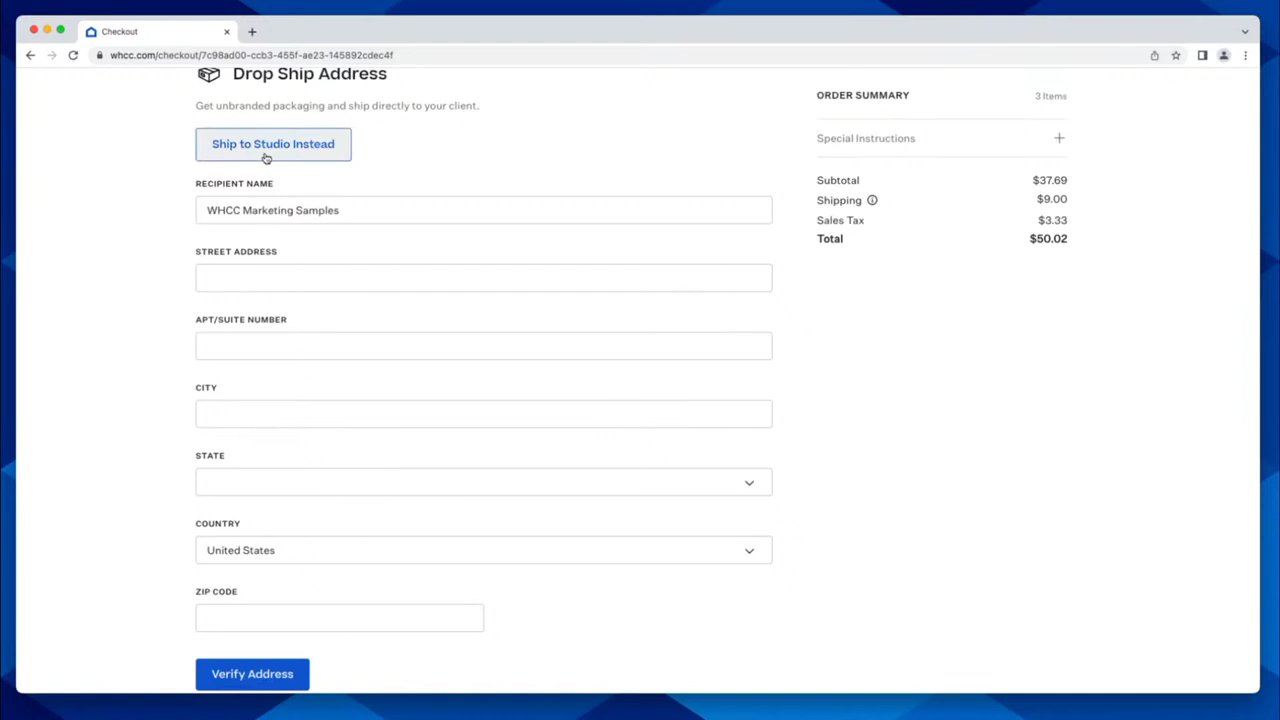 Checkout
whcc.com/checkout/7c98ad00-ccb3-455f-ae23-145892cdec4f
Drop Ship Address
Get unbranded packaging and ship directly to your client.
Ship to Studio Instead
RECIPIENT NAME
WHCC Marketing Samples
STREET ADDRESS
APT/SUITE NUMBER
CITY
STATE
COUNTRY
United States
ZIP CODE
Verify Address
ORDER SUMMARY 3 Items
Special Instructions
Subtotal $37.69
Shipping $9.00
Sales Tax $3.33
Total $50.02